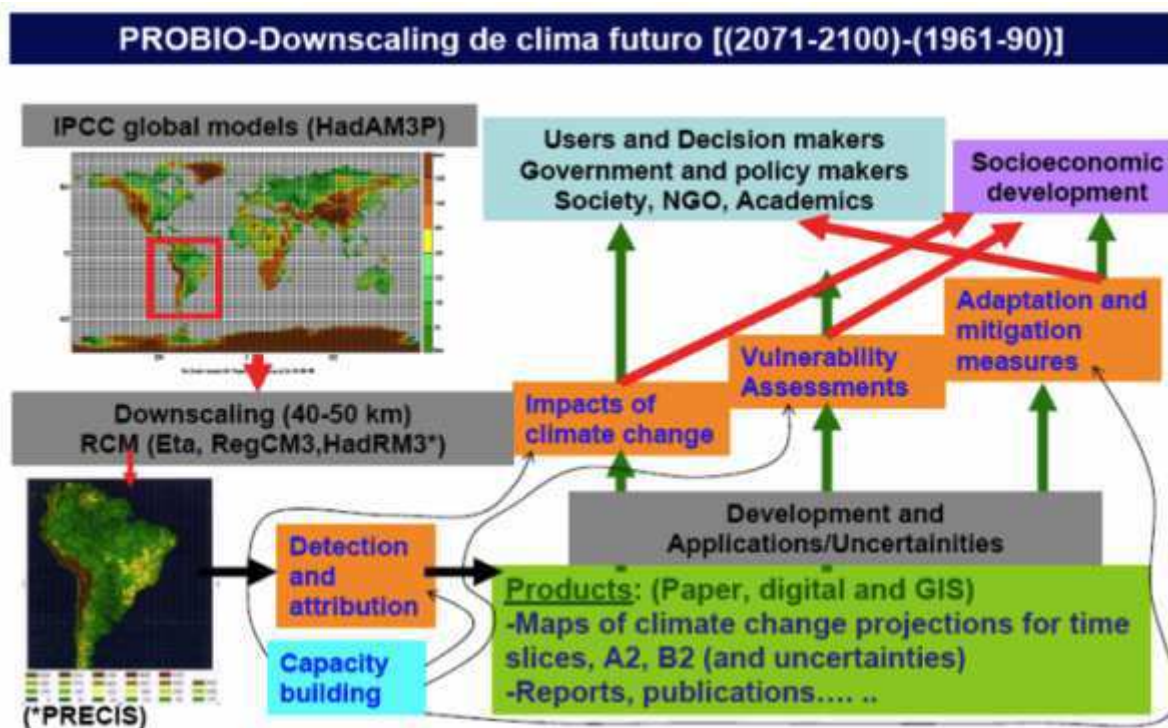 PROBIO-Downscaling de clima futuro [(2071-2100)-(1961-90)]
IPCC global models (HadAM3P)
Users and Decision makers
Government and policy makers
Society, NGO, Academics
Socioeconomic
development
Adaptation and
mitigation
measures
Vulnerability
Assessments
Impacts of
climate change
Downscaling (40-50 km)
RCM (Eta, RegCM3,HadRM3*)
Detection
and
attribution
Development and
Applications/Uncertainities
Products: (Paper, digital and GIS)
-Maps of climate change projections for time
slices, A2, B2 (and uncertainties)
-Reports, publications…. ..
Capacity
building
(*PRECIS)